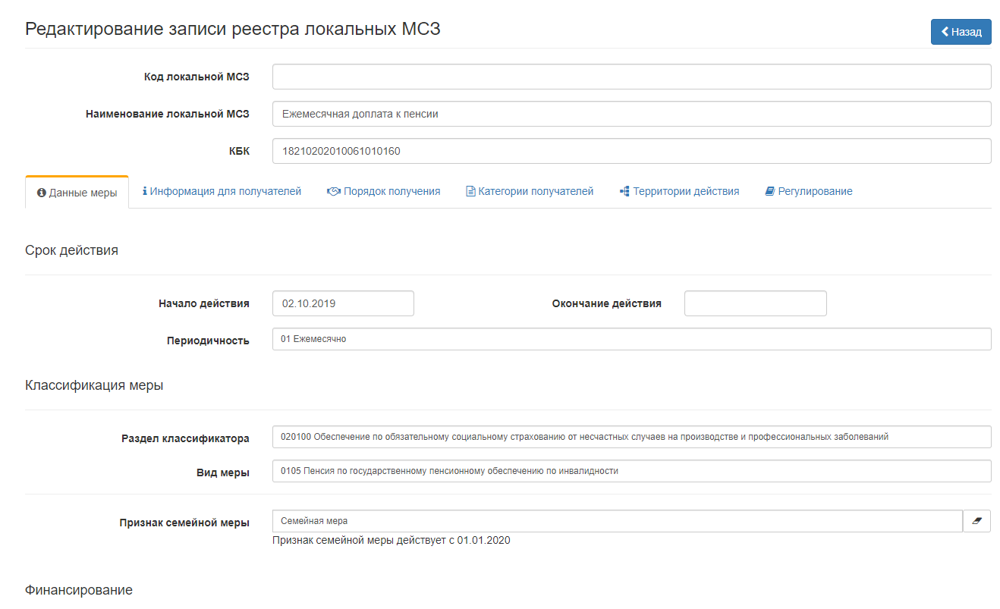 Редактирование записи реестра локальных МСЗ
Назад
Код локальной МСЗ
Наименование локальной МСЗ Ежемесячная доплата к пенсии
КБК 18210202010061010160
Данные меры Информация для получателей Порядок получения Категории получателей Территории действия Регулирование
Срок действия
Начало действия 02.10.2019 Окончание действия
Периодичность 01 Ежемесячно
Классификация меры
Раздел классификатора 020100 Обеспечение по обязательному социальному страхованию от несчастных случаев на производстве и профессиональных заболеваний
Вид меры 0105 Пенсия по государственному пенсионному обеспечению по инвалидности
Признак семейной меры Семейная мера
Признак семейной меры действует с 01.01.2020
Финансирование